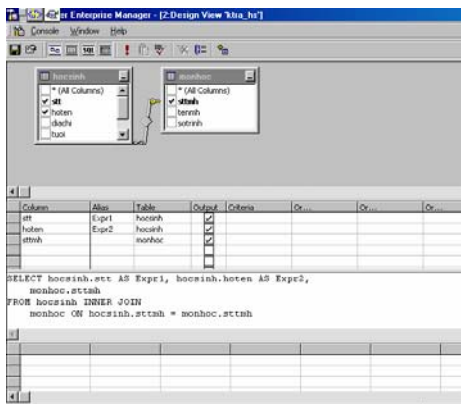 er Enterprise Manager - [2:Design View 'ktra_hs']
Console Window Help
SQL
hocsinh
* (All Columns)
stt
hoten
diachi
tuoi
monhoc
* (All Columns)
sttmh
tenmh
sotrinh
Column Alias Table Output Criteria Or... Or... Or...
stt Expr1 hocsinh
hoten Expr2 hocsinh
sttmh monhoc
SELECT hocsinh.stt AS Expr1, hocsinh.hoten AS Expr2,
monhoc.sttmh
FROM hocsinh INNER JOIN
monhoc ON hocsinh.sttmh = monhoc.sttmh